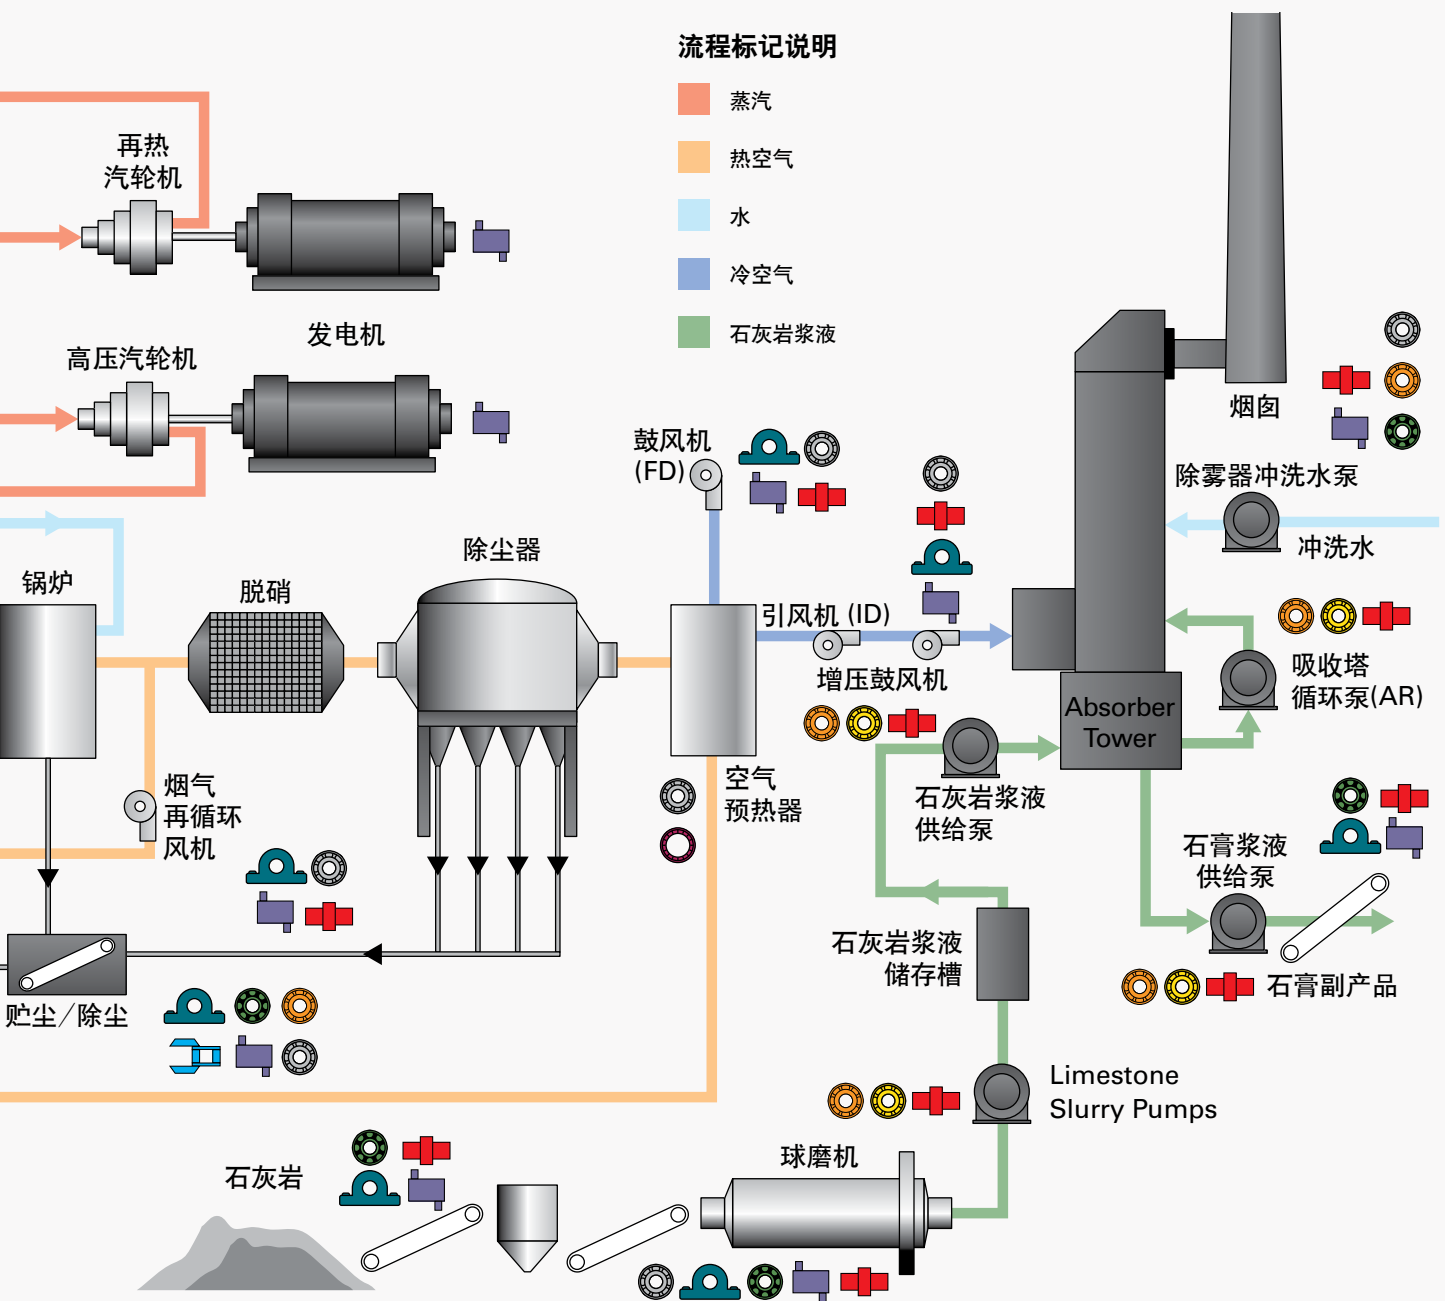 流程标记说明
蒸汽
热空气
水
冷空气
石灰岩浆液
再热
汽轮机
发电机
高压汽轮机
烟囱
鼓风机
(FD)
除雾器冲洗水泵
冲洗水
除尘器
锅炉
脱硝
引风机 (ID)
增压鼓风机
吸收塔
循环泵(AR)
Absorber
Tower
空气
预热器
烟气
再循环
风机
石灰岩浆液
供给泵
石膏浆液
供给泵
石灰岩浆液
储存槽
石膏副产品
贮尘/除尘
Limestone
Slurry Pumps
球磨机
石灰岩